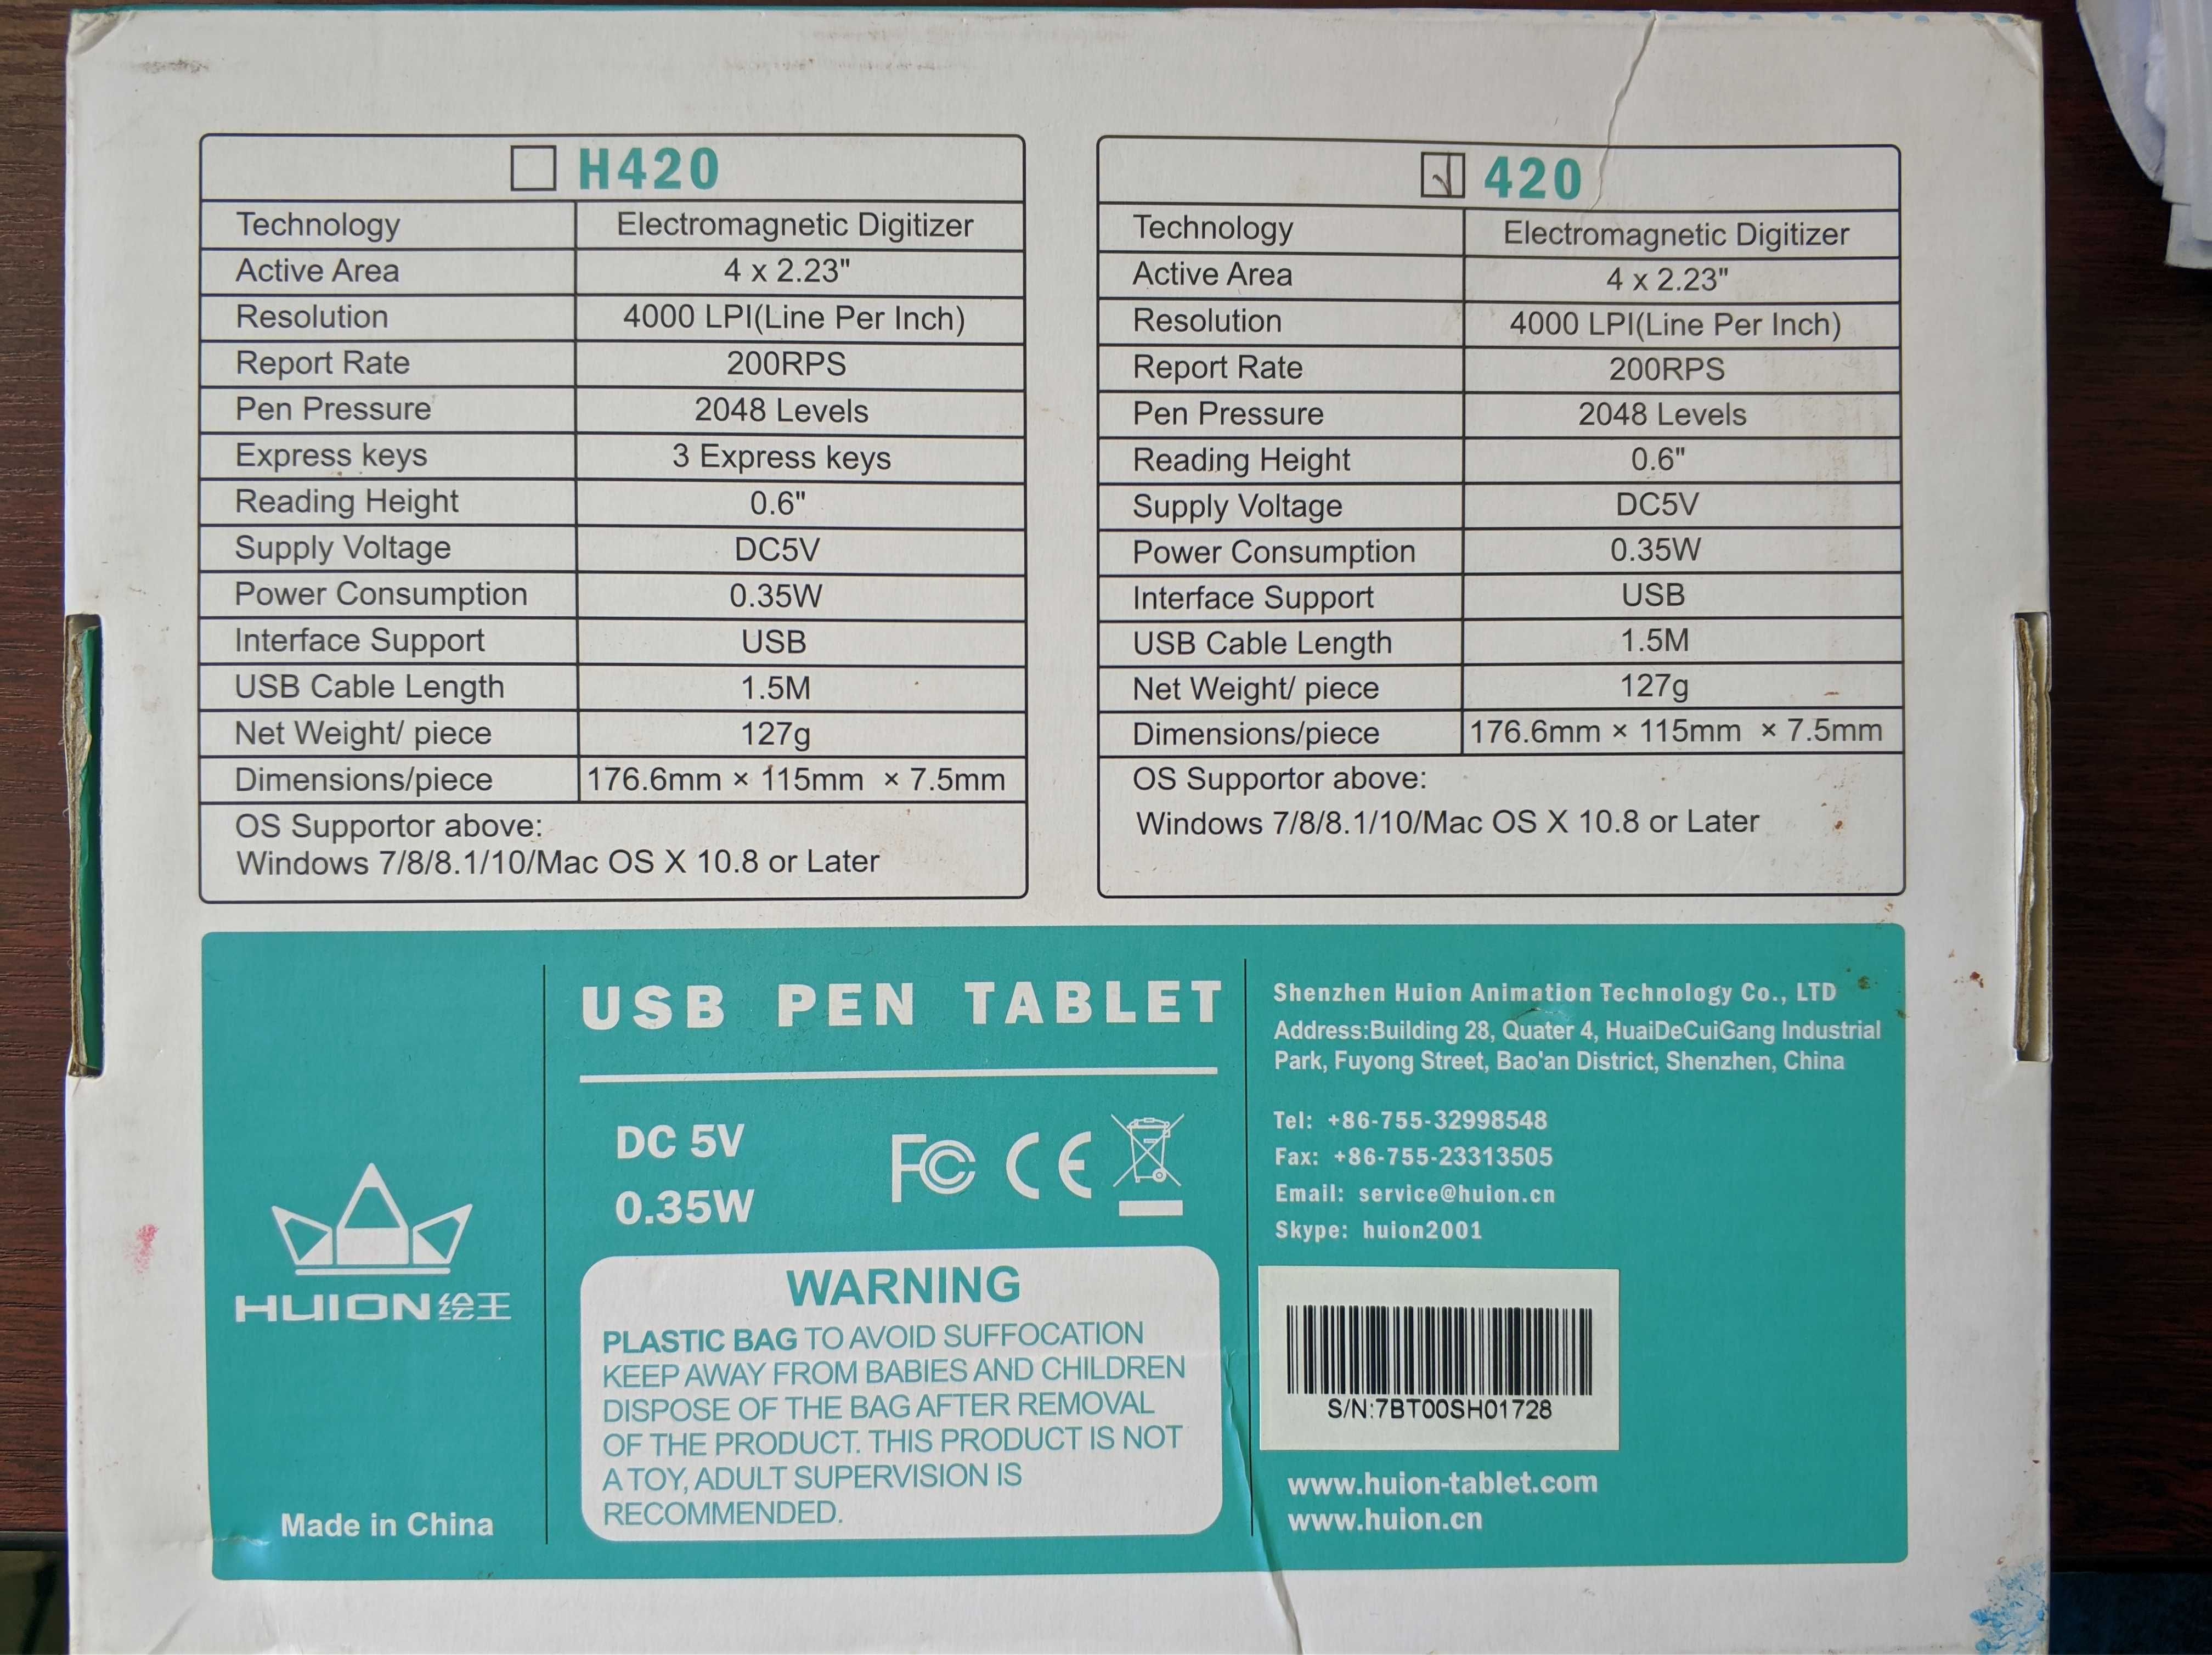 H420
Technology Electromagnetic Digitizer
Active Area 4 x 2.23"
Resolution 4000 LPI(Line Per Inch)
Report Rate 200RPS
Pen Pressure 2048 Levels
Express keys 3 Express keys
Reading Height 0.6"
Supply Voltage DC5V
Power Consumption 0.35W
Interface Support USB
USB Cable Length 1.5M
Net Weight/ piece 127g
Dimensions/piece 176.6mm × 115mm × 7.5mm
OS Supportor above:
Windows 7/8/8.1/10/Mac OS X 10.8 or Later
420
Technology Electromagnetic Digitizer
Active Area 4 x 2.23"
Resolution 4000 LPI(Line Per Inch)
Report Rate 200RPS
Pen Pressure 2048 Levels
Reading Height 0.6"
Supply Voltage DC5V
Power Consumption 0.35W
Interface Support USB
USB Cable Length 1.5M
Net Weight/ piece 127g
Dimensions/piece 176.6mm × 115mm × 7.5mm
OS Supportor above:
Windows 7/8/8.1/10/Mac OS X 10.8 or Later
HUION绘王
Made in China
USB PEN TABLET
DC 5V
0.35W
FC CE
WARNING
PLASTIC BAG TO AVOID SUFFOCATION
KEEP AWAY FROM BABIES AND CHILDREN
DISPOSE OF THE BAG AFTER REMOVAL
OF THE PRODUCT. THIS PRODUCT IS NOT
A TOY, ADULT SUPERVISION IS
RECOMMENDED.
Shenzhen Huion Animation Technology Co., LTD
Address:Building 28, Quater 4, HuaiDeCuiGang Industrial
Park, Fuyong Street, Bao'an District, Shenzhen, China
Tel: +86-755-32998548
Fax: +86-755-23313505
Email: service@huion.cn
Skype: huion2001
S/N:7BT00SH01728
www.huion-tablet.com
www.huion.cn